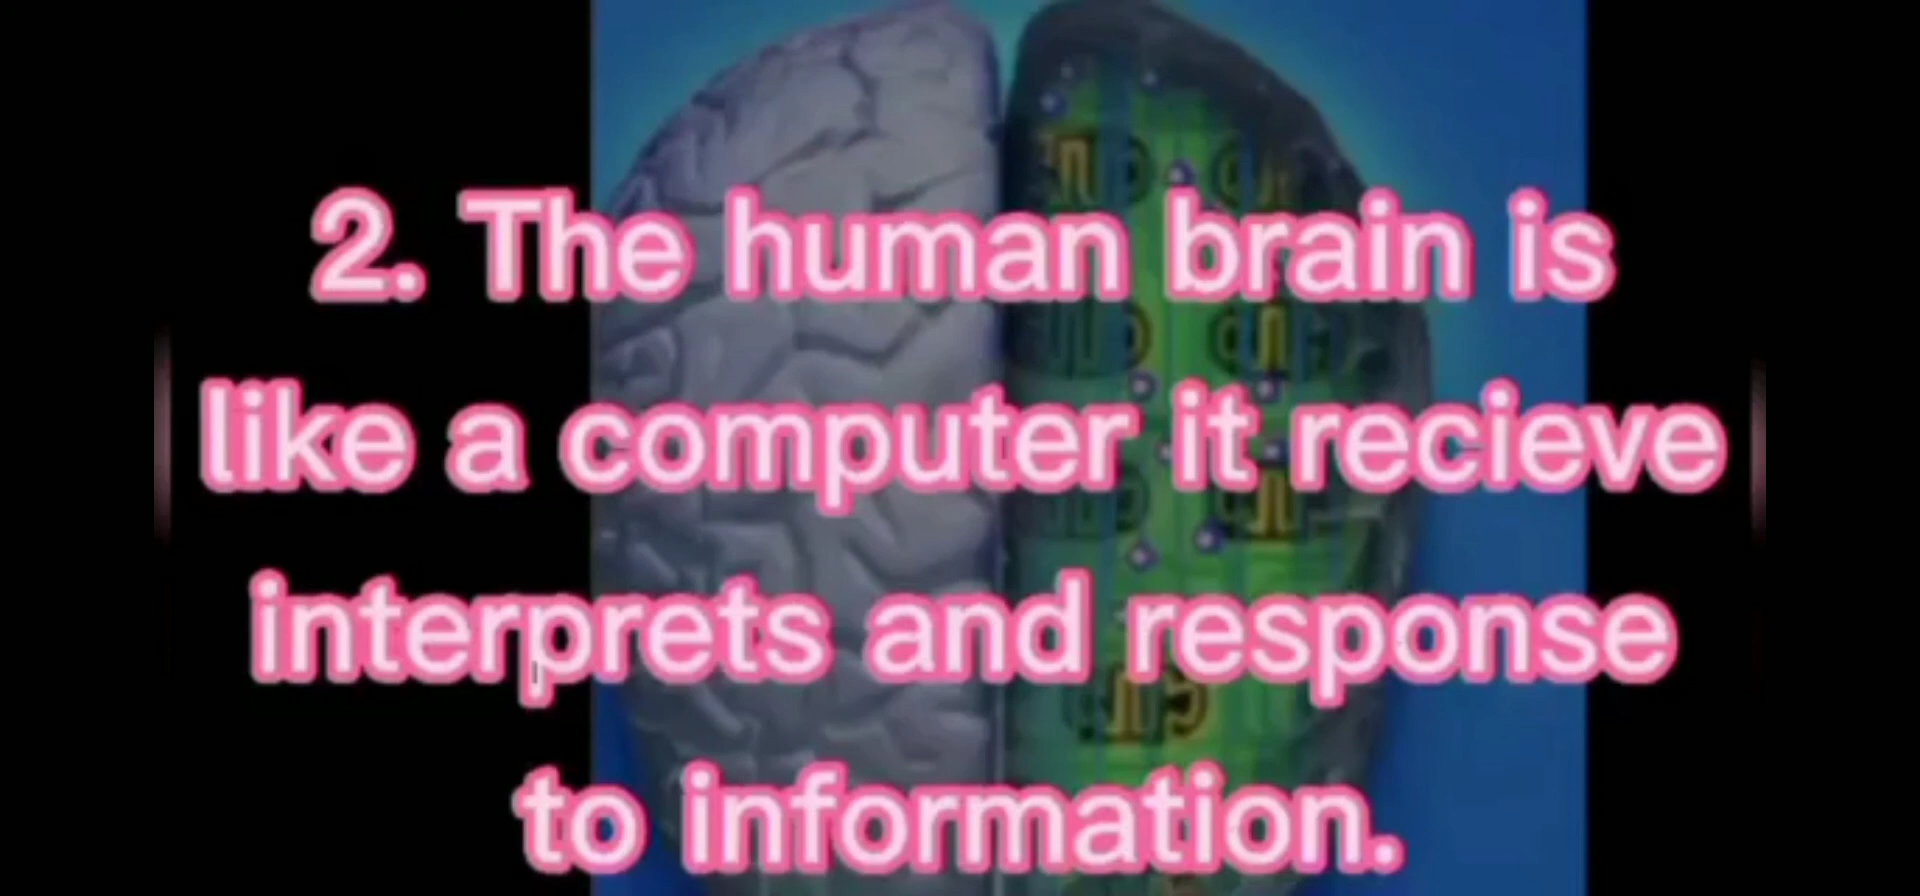 2. The human brain is
like a computer it recieve
interprets and response
to information.